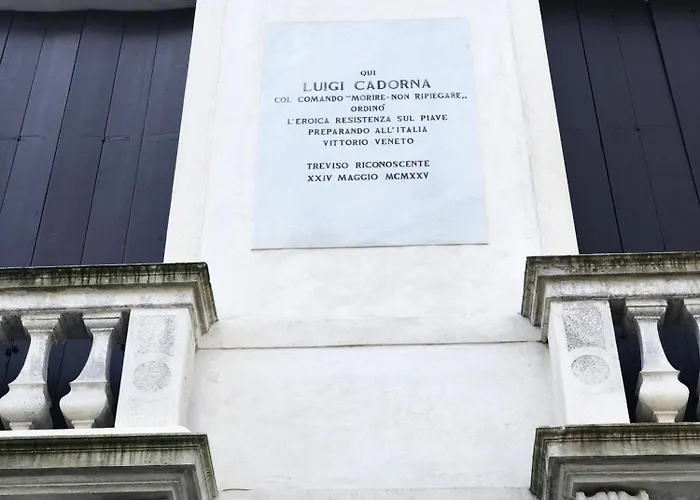 QUI
LUIGI CADORNA
COL COMANDO "MORIRE-NON RIPIEGARE,,
ORDINÒ
L'EROICA RESISTENZA SUL PIAVE
PREPARANDO ALL'ITALIA
VITTORIO VENETO
TREVISO RICONOSCENTE
XXIV MAGGIO MCMXXV